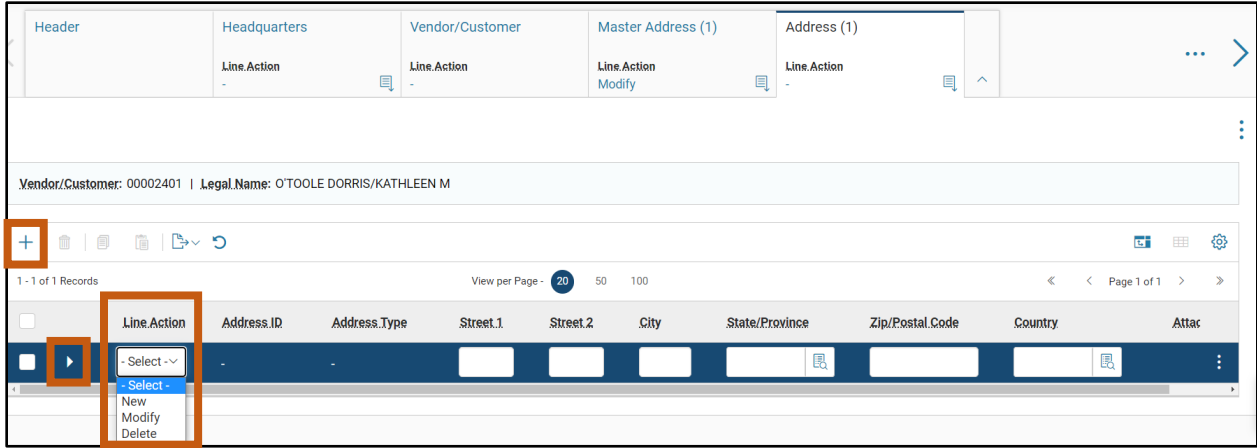 Header Headquarters Vendor/Customer Master Address (1) Address (1)
Line Action Line Action Line Action Line Action
- - Modify -
Vendor/Customer: 00002401 | Legal Name: O'TOOLE DORRIS/KATHLEEN M
1 - 1 of 1 Records View per Page - 20 50 100 Page 1 of 1
Line Action Address ID Address Type Street 1 Street 2 City State/Province Zip/Postal Code Country Attac
- Select - - -
- Select -
New
Modify
Delete